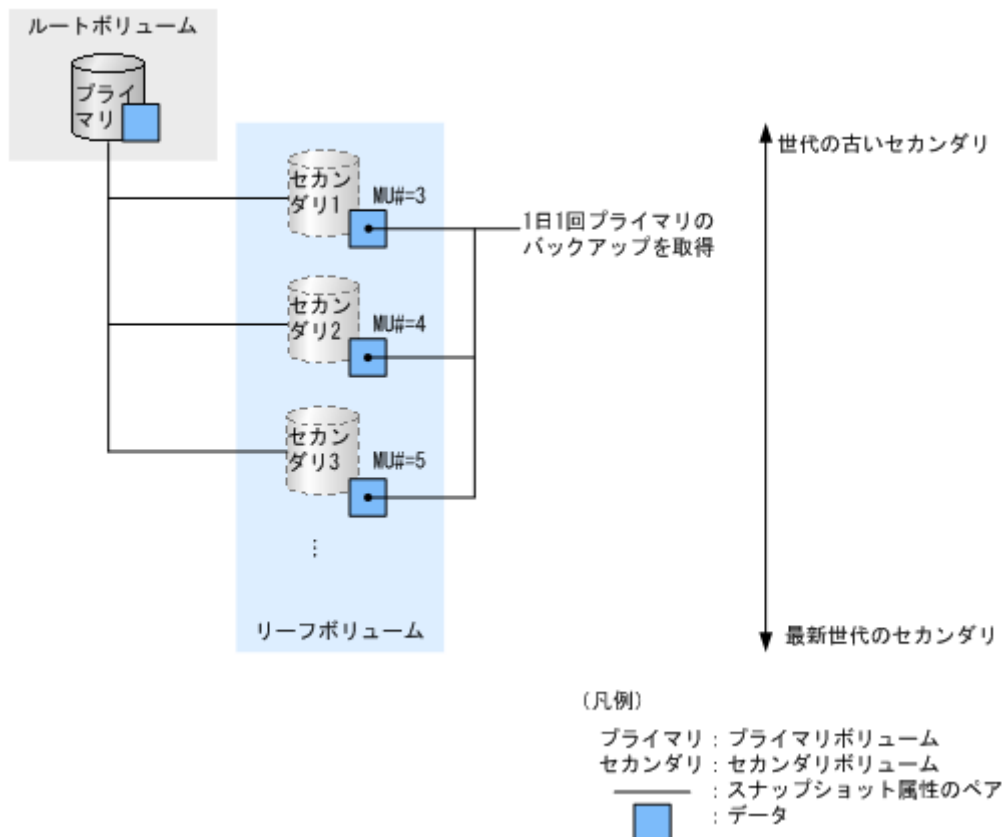 ルートボリューム
プライ
マリ
セカン
ダリ1
MU#=3
世代の古いセカンダリ
1日1回プライマリの
バックアップを取得
セカン
ダリ2
MU#=4
セカン
ダリ3
MU#=5
⋮
リーフボリューム
最新世代のセカンダリ
(凡例)
プライマリ：プライマリボリューム
セカンダリ：セカンダリボリューム
：スナップショット属性のペア
：データ